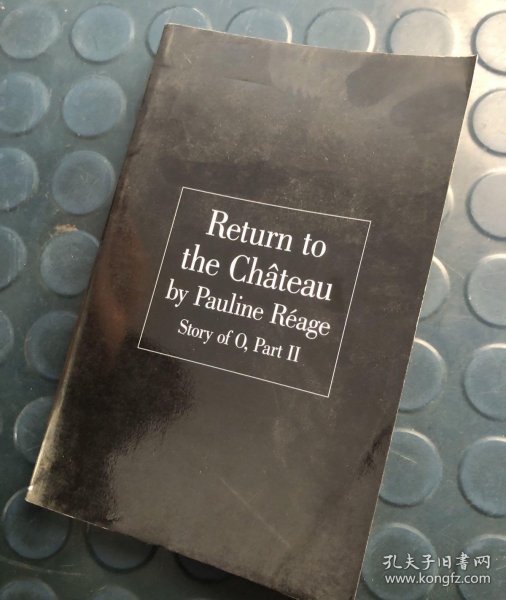 Return to
the Château
by Pauline Réage
Story of O, Part II
孔夫子旧书网
www.kongfz.com